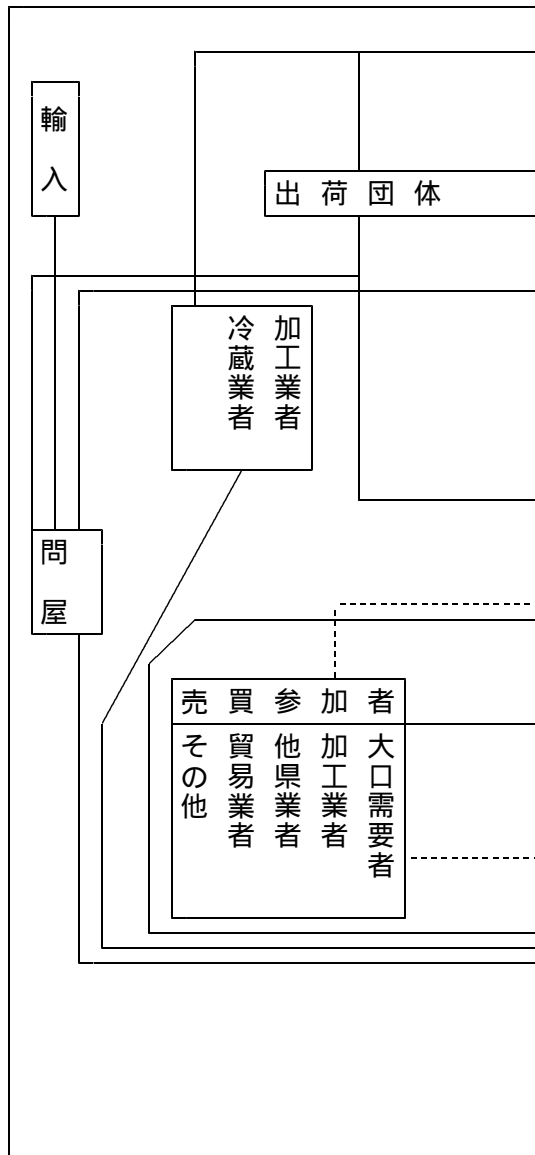 輸入
出荷団体
加工業者
冷蔵業者
問屋
売買参加者
大口需要者
加工業者
他県業者
貿易業者
その他